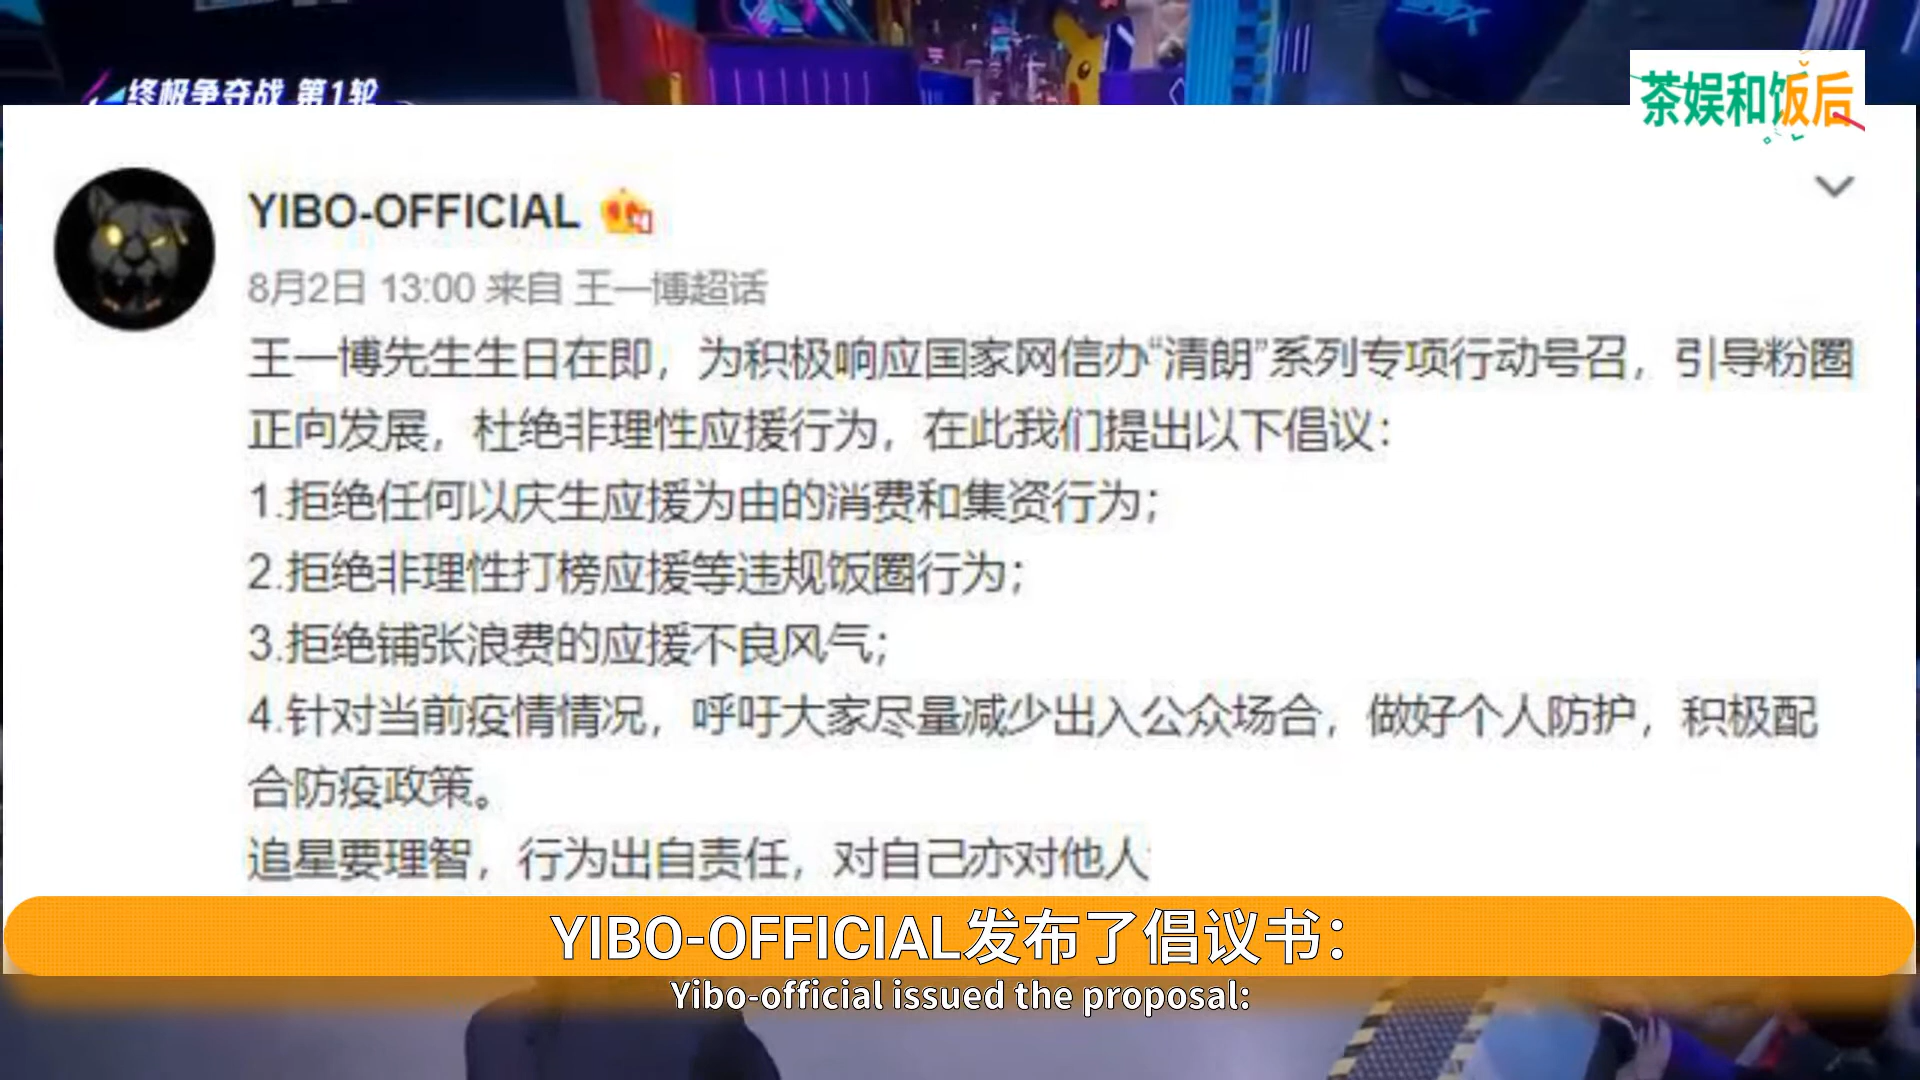 终极争夺战 第1轮
茶娱和饭后
YIBO-OFFICIAL
8月2日 13:00 来自 王一博超话
王一博先生生日在即，为积极响应国家网信办“清朗”系列专项行动号召，引导粉圈
正向发展，杜绝非理性应援行为，在此我们提出以下倡议：
1.拒绝任何以庆生应援为由的消费和集资行为；
2.拒绝非理性打榜应援等违规饭圈行为；
3.拒绝铺张浪费的应援不良风气；
4.针对当前疫情情况，呼吁大家尽量减少出入公众场合，做好个人防护，积极配
合防疫政策。
追星要理智，行为出自责任，对自己亦对他人
YIBO-OFFICIAL发布了倡议书：
Yibo-official issued the proposal: